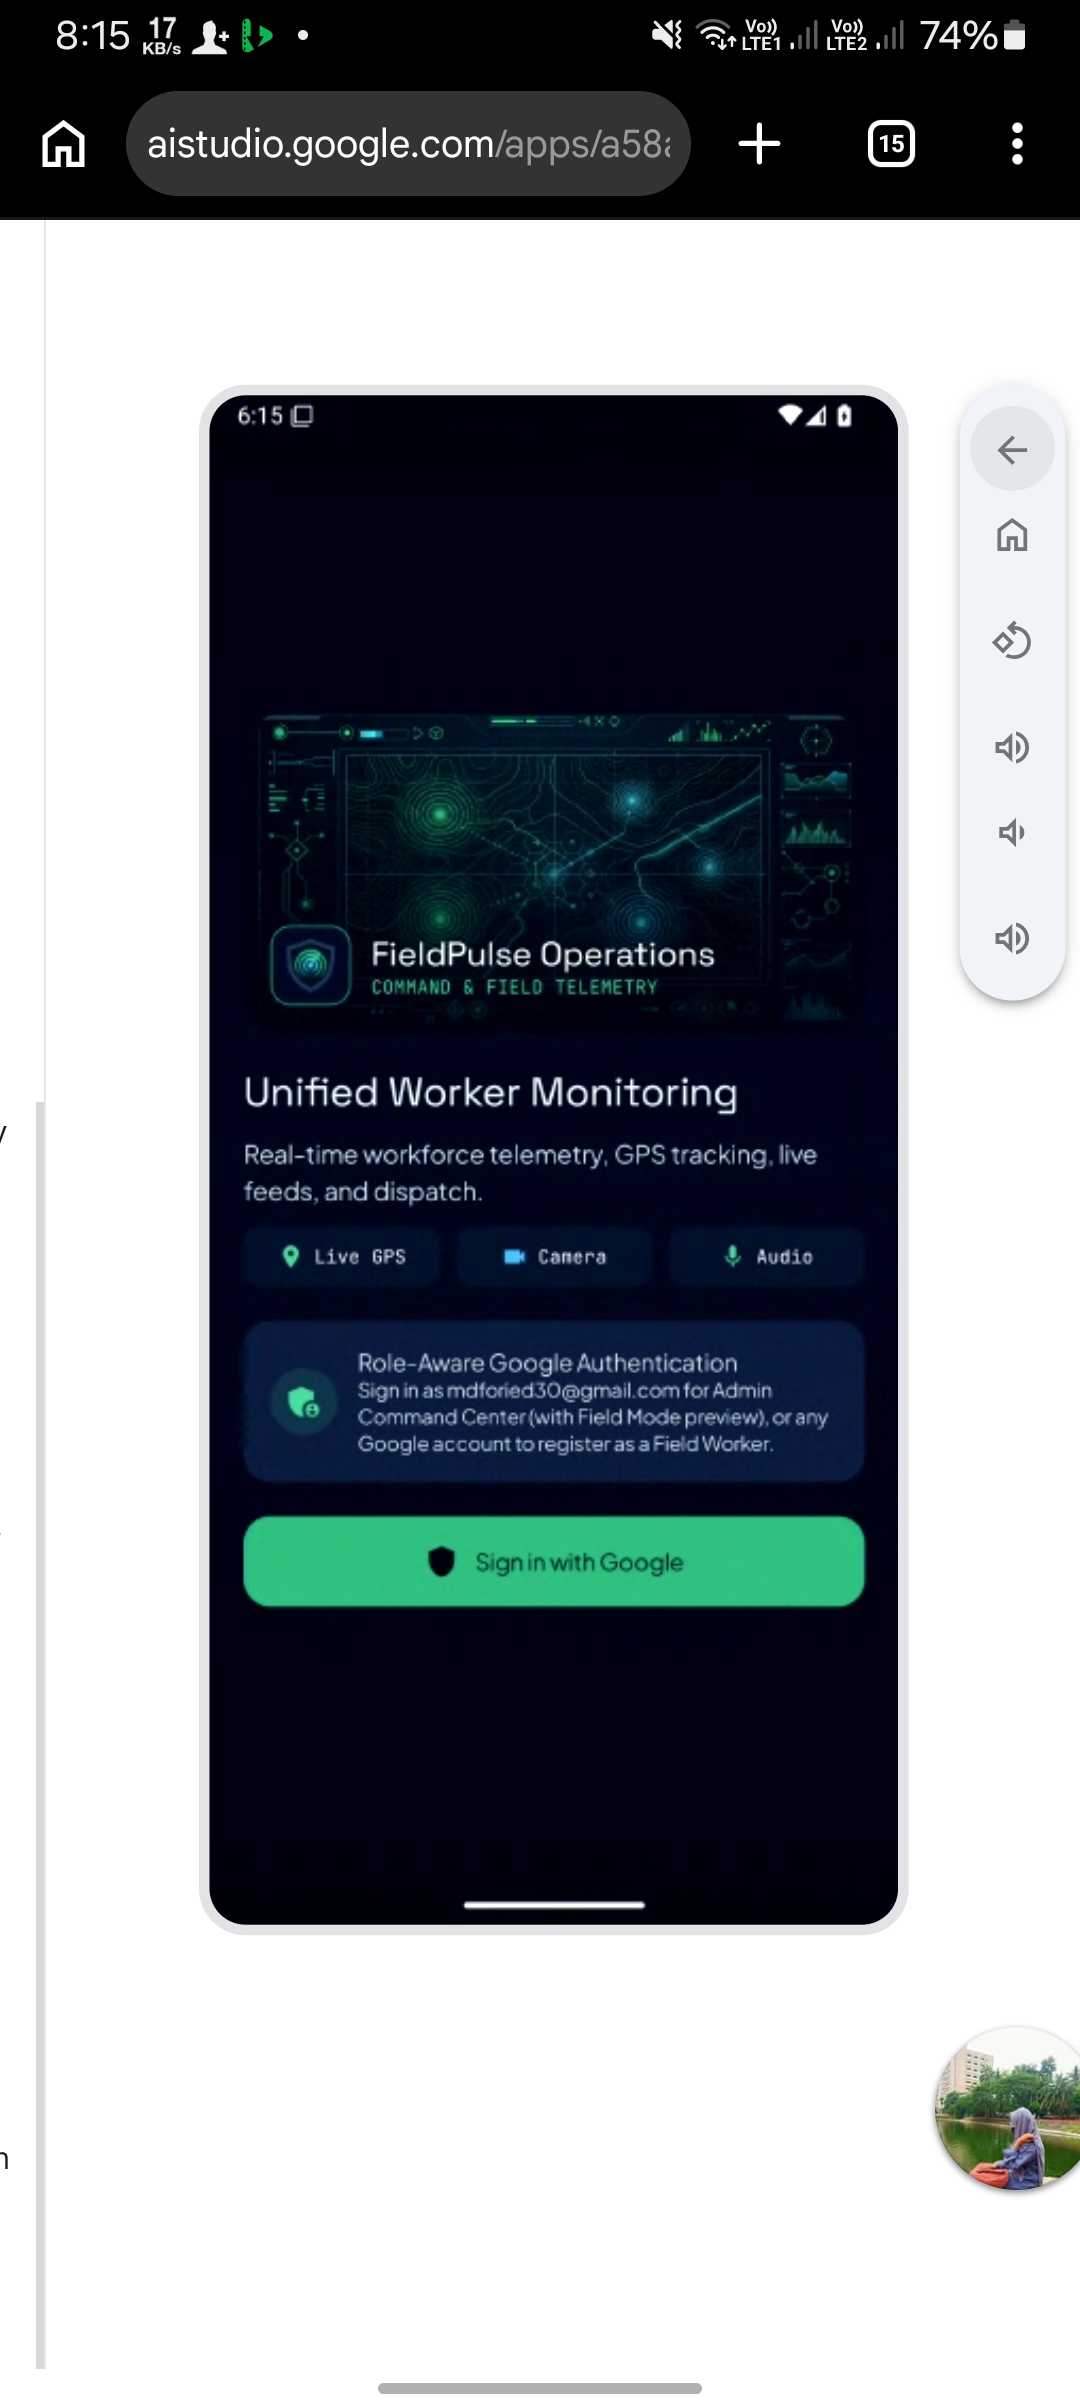 8:15 17 KB/s Vo)) LTE1 Vo)) LTE2 74%
aistudio.google.com/apps/a58
15
6:15
FieldPulse Operations
COMMAND & FIELD TELEMETRY
Unified Worker Monitoring
Real-time workforce telemetry, GPS tracking, live
feeds, and dispatch.
Live GPS Camera Audio
Role-Aware Google Authentication
Sign in as mdforied30@gmail.com for Admin
Command Center (with Field Mode preview), or any
Google account to register as a Field Worker.
Sign in with Google